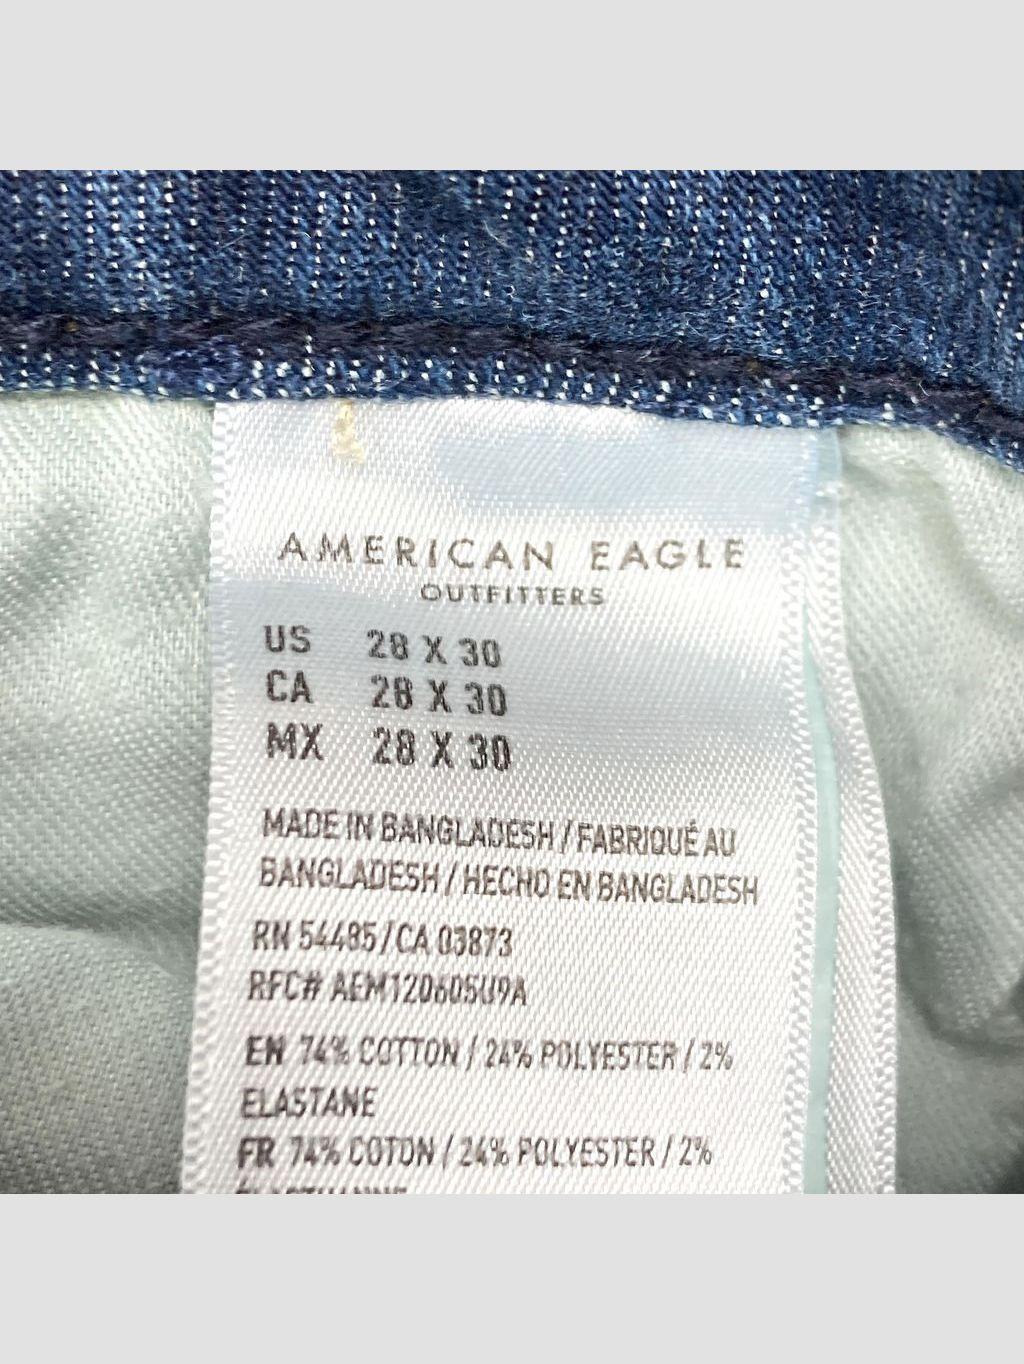 AMERICAN EAGLE
OUTFITTERS
US 28 X 30
CA 28 X 30
MX 28 X 30
MADE IN BANGLADESH / FABRIQUÉ AU
BANGLADESH / HECHO EN BANGLADESH
RN 54485/CA 03873
RFC# AEM120605U9A
EN 74% COTTON / 24% POLYESTER / 2%
ELASTANE
FR 74% COTON / 24% POLYESTER / 2%